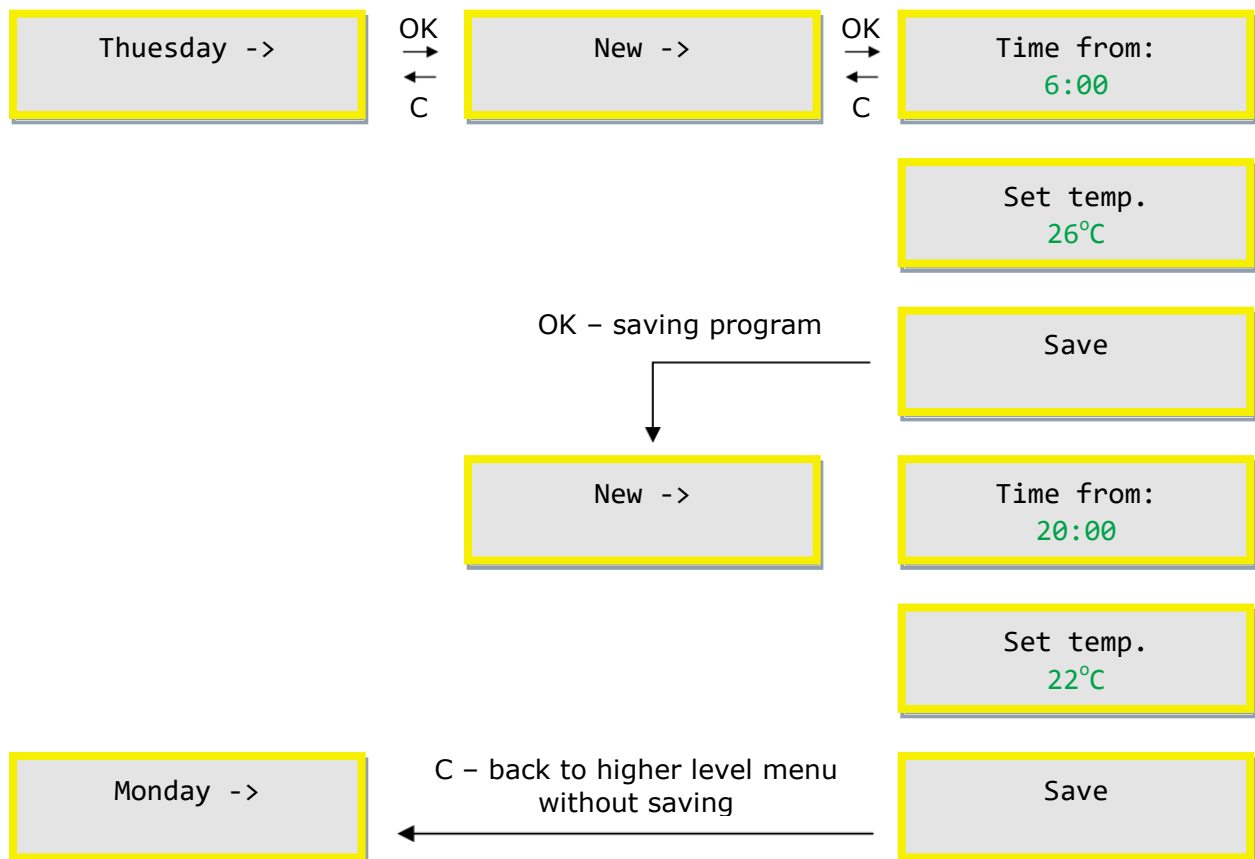 Thuesday ->
OK
C
New ->
OK
C
Time from:
6:00
Set temp.
26°C
OK – saving program
Save
New ->
Time from:
20:00
Set temp.
22°C
Monday ->
C – back to higher level menu
without saving
Save